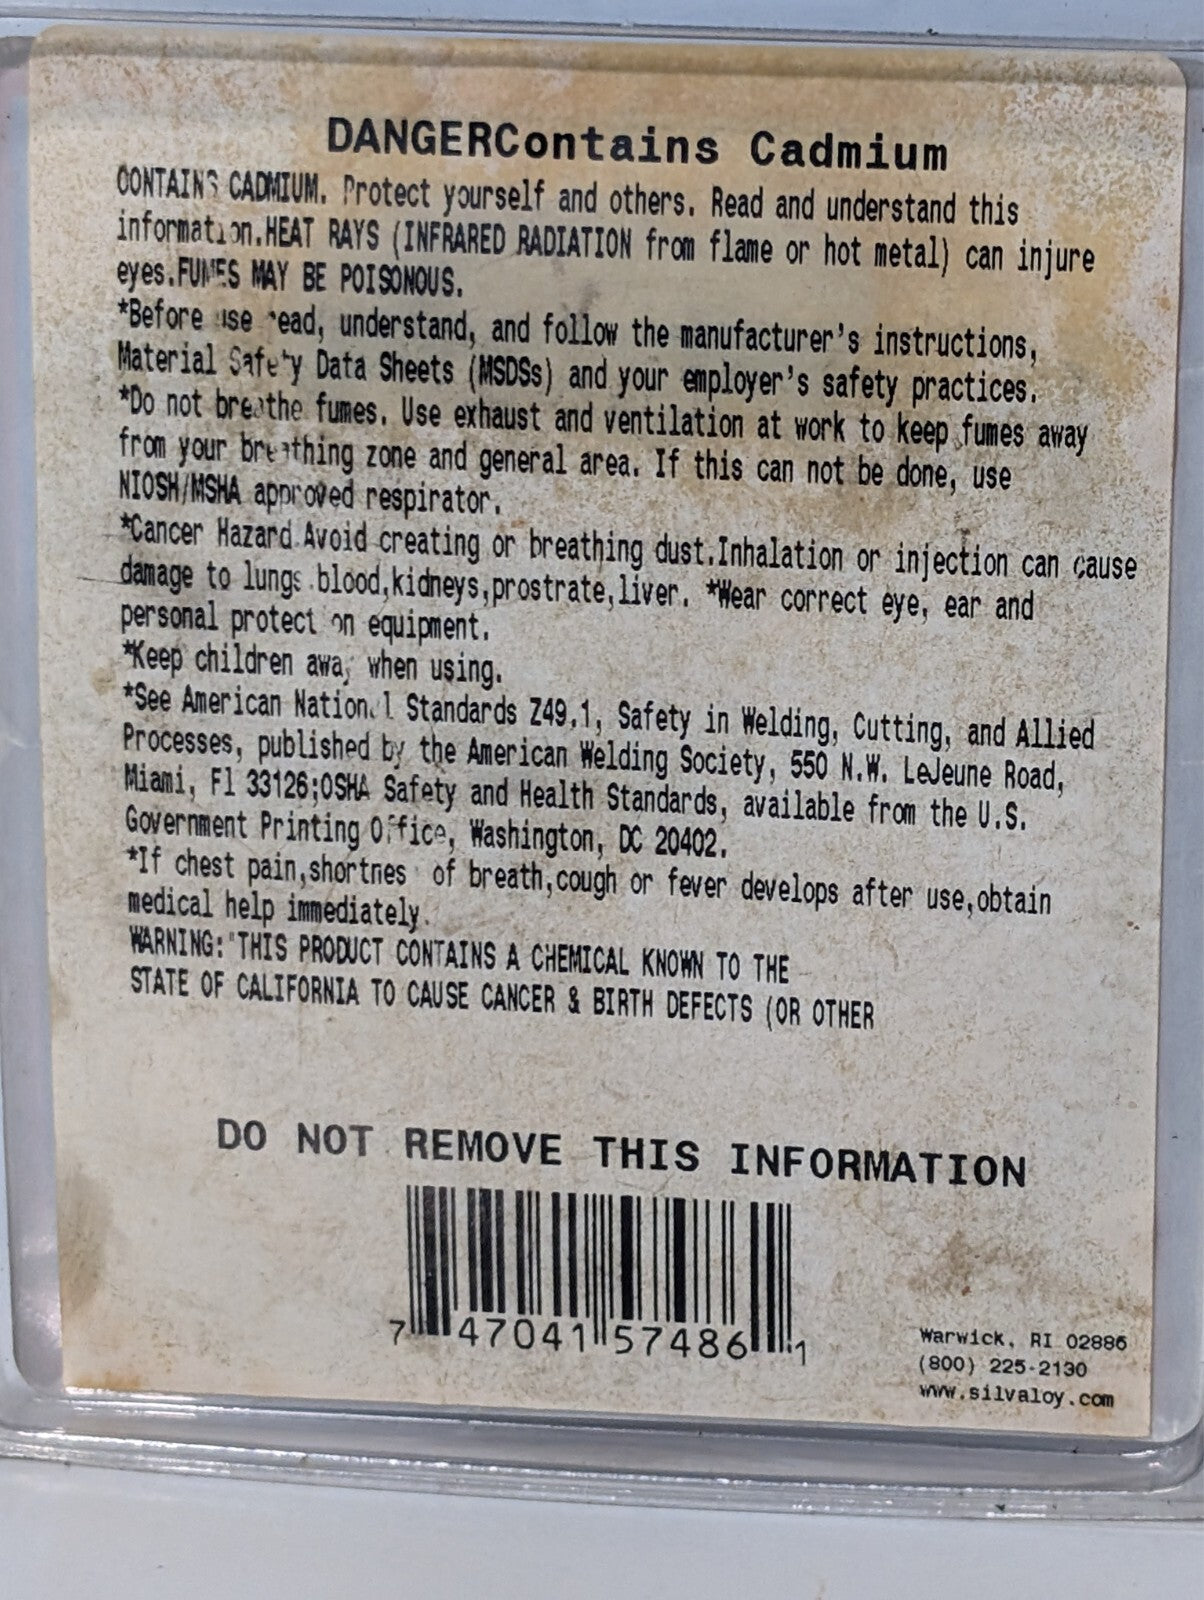 DANGERContains Cadmium
CONTAINS CADMIUM. Protect yourself and others. Read and understand this
information.HEAT RAYS (INFRARED RADIATION from flame or hot metal) can injure
eyes.FUMES MAY BE POISONOUS.
*Before use read, understand, and follow the manufacturer's instructions,
Material Safety Data Sheets (MSDSs) and your employer's safety practices.
*Do not breathe fumes. Use exhaust and ventilation at work to keep fumes away
from your breathing zone and general area. If this can not be done, use
NIOSH/MSHA approved respirator.
*Cancer Hazard.Avoid creating or breathing dust.Inhalation or injection can cause
damage to lungs,blood,kidneys,prostrate,liver. *Wear correct eye, ear and
personal protection equipment.
*Keep children away when using.
*See American National Standards Z49.1, Safety in Welding, Cutting, and Allied
Processes, published by the American Welding Society, 550 N.W. LeJeune Road,
Miami, Fl 33126;OSHA Safety and Health Standards, available from the U.S.
Government Printing Office, Washington, DC 20402.
*If chest pain,shortness of breath,cough or fever develops after use,obtain
medical help immediately.
WARNING:"THIS PRODUCT CONTAINS A CHEMICAL KNOWN TO THE
STATE OF CALIFORNIA TO CAUSE CANCER & BIRTH DEFECTS (OR OTHER
DO NOT REMOVE THIS INFORMATION
7 47041 57486 1
Warwick, RI 02886
(800) 225-2130
www.silvaloy.com